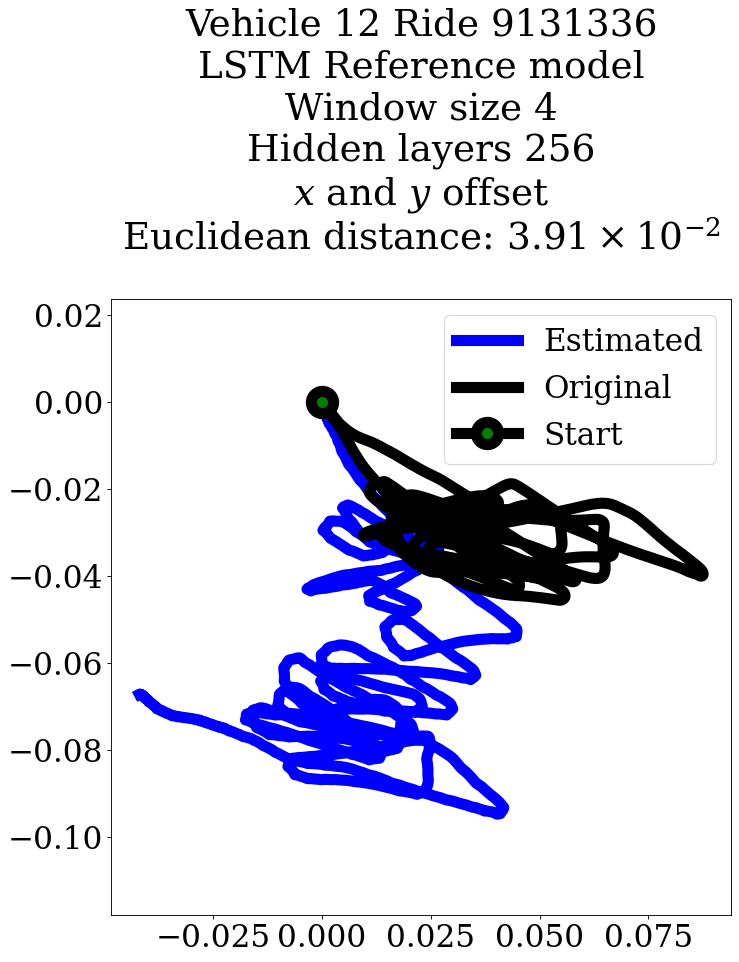 Vehicle 12 Ride 9131336
LSTM Reference model
Window size 4
Hidden layers 256
x and y offset
Euclidean distance: 3.91 × 10⁻²
0.02
0.00
−0.02
−0.04
−0.06
−0.08
−0.10
Estimated
Original
Start
−0.025 0.000 0.025 0.050 0.075